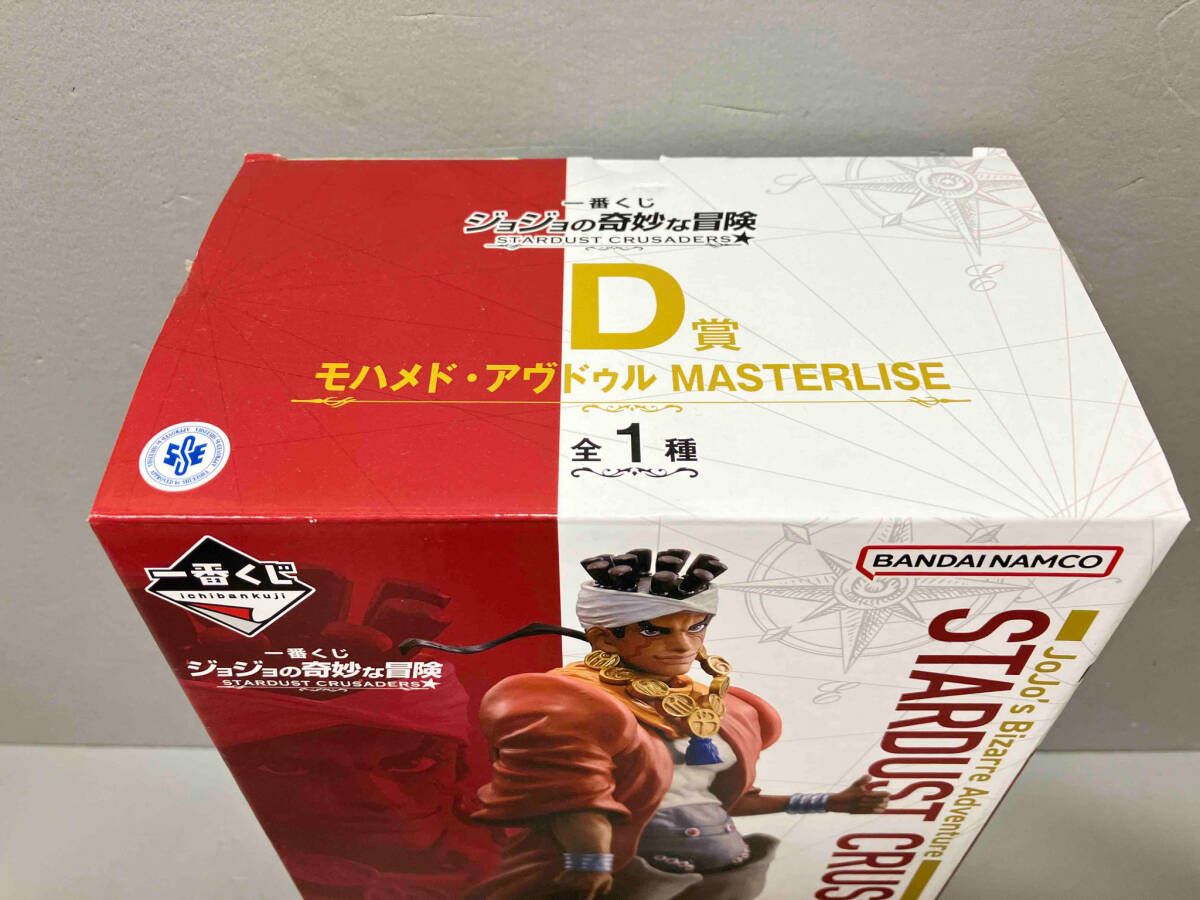 一番くじ
ジョジョの奇妙な冒険
STARDUST CRUSADERS★
D賞
モハメド・アヴドゥル MASTERLISE
全1種
一番くじ
ichibankuji
一番くじ
ジョジョの奇妙な冒険
STARDUST CRUSADERS★
BANDAI NAMCO
JoJo's Bizarre Adventure
STARDUST CRUS